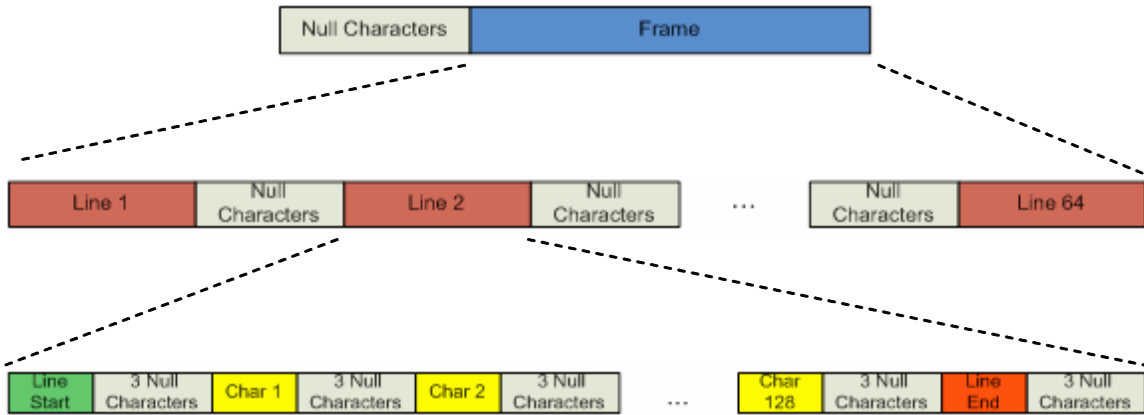 Null Characters Frame
Line 1 Null Characters Line 2 Null Characters ... Null Characters Line 64
Line Start 3 Null Characters Char 1 3 Null Characters Char 2 3 Null Characters ... Char 128 3 Null Characters Line End 3 Null Characters